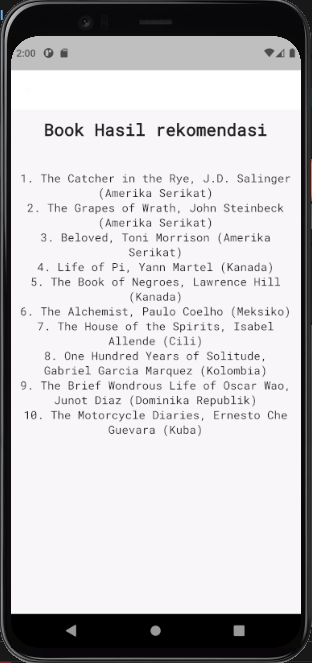 2:00
Book Hasil rekomendasi
1. The Catcher in the Rye, J.D. Salinger
(Amerika Serikat)
2. The Grapes of Wrath, John Steinbeck
(Amerika Serikat)
3. Beloved, Toni Morrison (Amerika
Serikat)
4. Life of Pi, Yann Martel (Kanada)
5. The Book of Negroes, Lawrence Hill
(Kanada)
6. The Alchemist, Paulo Coelho (Meksiko)
7. The House of the Spirits, Isabel
Allende (Cili)
8. One Hundred Years of Solitude,
Gabriel Garcia Marquez (Kolombia)
9. The Brief Wondrous Life of Oscar Wao,
Junot Diaz (Dominika Republik)
10. The Motorcycle Diaries, Ernesto Che
Guevara (Kuba)